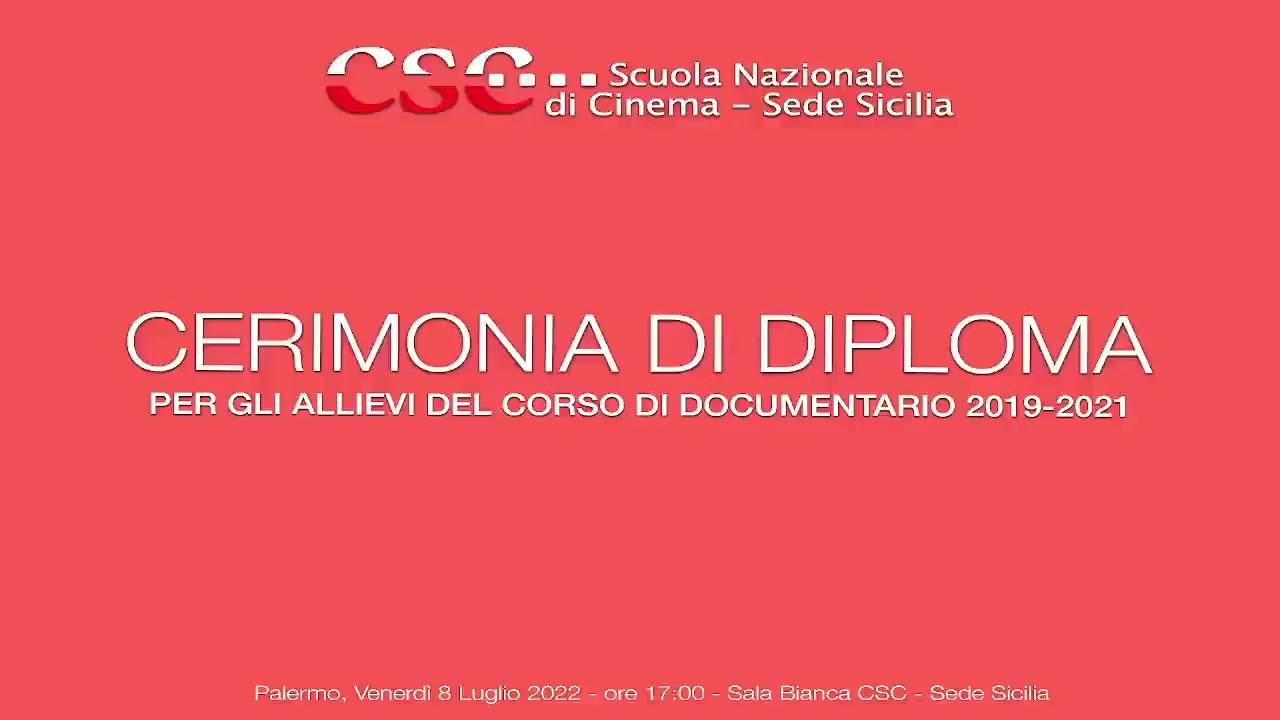 CSC Scuola Nazionale
di Cinema – Sede Sicilia
CERIMONIA DI DIPLOMA
PER GLI ALLIEVI DEL CORSO DI DOCUMENTARIO 2019-2021
Palermo, Venerdì 8 Luglio 2022 - ore 17:00 - Sala Bianca CSC - Sede Sicilia